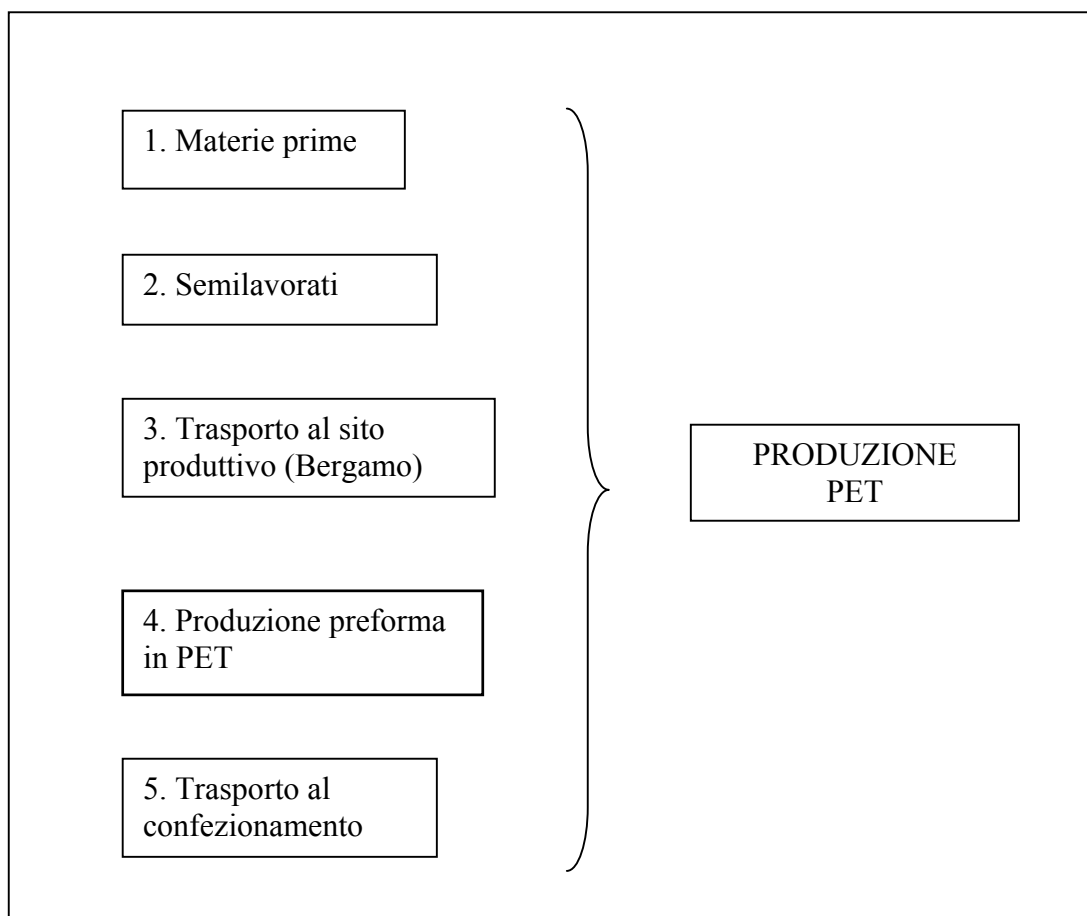 1. Materie prime
2. Semilavorati
3. Trasporto al sito
produttivo (Bergamo)
4. Produzione preforma
in PET
5. Trasporto al
confezionamento
PRODUZIONE
PET